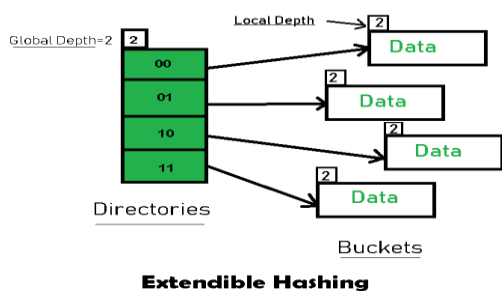 Local Depth
2
Global Depth=2
2
Data
00
2
01
Data
10
2
Data
11
2
Data
Directories
Buckets
Extendible Hashing